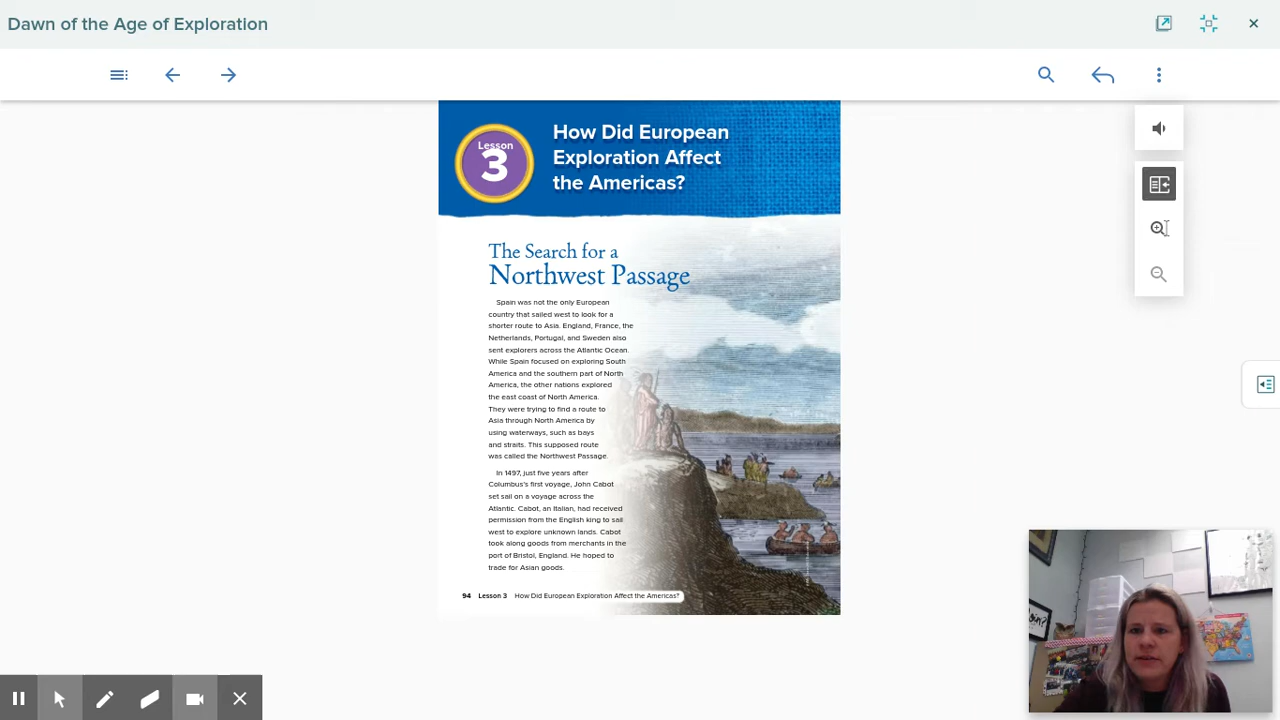 Dawn of the Age of Exploration
Lesson
3
How Did European
Exploration Affect
the Americas?
The Search for a
Northwest Passage
Spain was not the only European
country that sailed west to look for a
shorter route to Asia. England, France, the
Netherlands, Portugal, and Sweden also
sent explorers across the Atlantic Ocean.
While Spain focused on exploring South
America and the southern part of North
America, the other nations explored
the east coast of North America.
They were trying to find a route to
Asia through North America by
using waterways, such as bays
and straits. This supposed route
was called the Northwest Passage.
In 1497, just five years after
Columbus's first voyage, John Cabot
set sail on a voyage across the
Atlantic. Cabot, an Italian, had received
permission from the English king to sail
west to explore unknown lands. Cabot
took along goods from merchants in the
port of Bristol, England. He hoped to
trade for Asian goods.
94 Lesson 3 How Did European Exploration Affect the Americas?